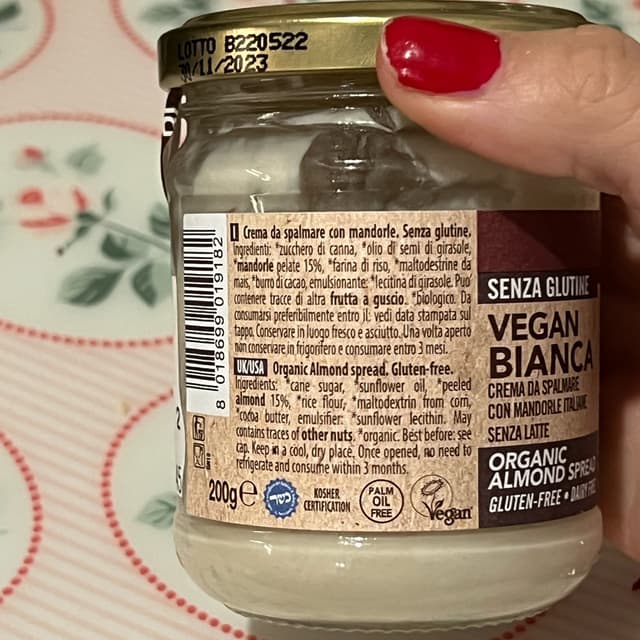 LOTTO B220522
30/11/2023
I Crema da spalmare con mandorle. Senza glutine.
Ingredienti: *zucchero di canna, *olio di semi di girasole,
*mandorle pelate 15%, *farina di riso, *maltodestrine da
mais, *burro di cacao, emulsionante: *lecitina di girasole. Può
contenere tracce di altra frutta a guscio. *biologico. Da
consumarsi preferibilmente entro il: vedi data stampata sul
tappo. Conservare in luogo fresco e asciutto. Una volta aperto
non conservare in frigorifero e consumare entro 3 mesi.
UK/USA Organic Almond spread. Gluten-free.
Ingredients: *cane sugar, *sunflower oil, *peeled
almond 15%, *rice flour, *maltodextrin from corn,
*cocoa butter, emulsifier: *sunflower lecithin. May
contains traces of other nuts. *organic. Best before: see
cap. Keep in a cool, dry place. Once opened, no need to
refrigerate and consume within 3 months.
200g e
כשר
KOSHER
CERTIFICATION
PALM
OIL
FREE
Vegan
8 018699 019182
SENZA GLUTINE
VEGAN
BIANCA
CREMA DA SPALMARE
CON MANDORLE ITALIANE
SENZA LATTE
ORGANIC
ALMOND SPREAD
GLUTEN-FREE • DAIRY FREE